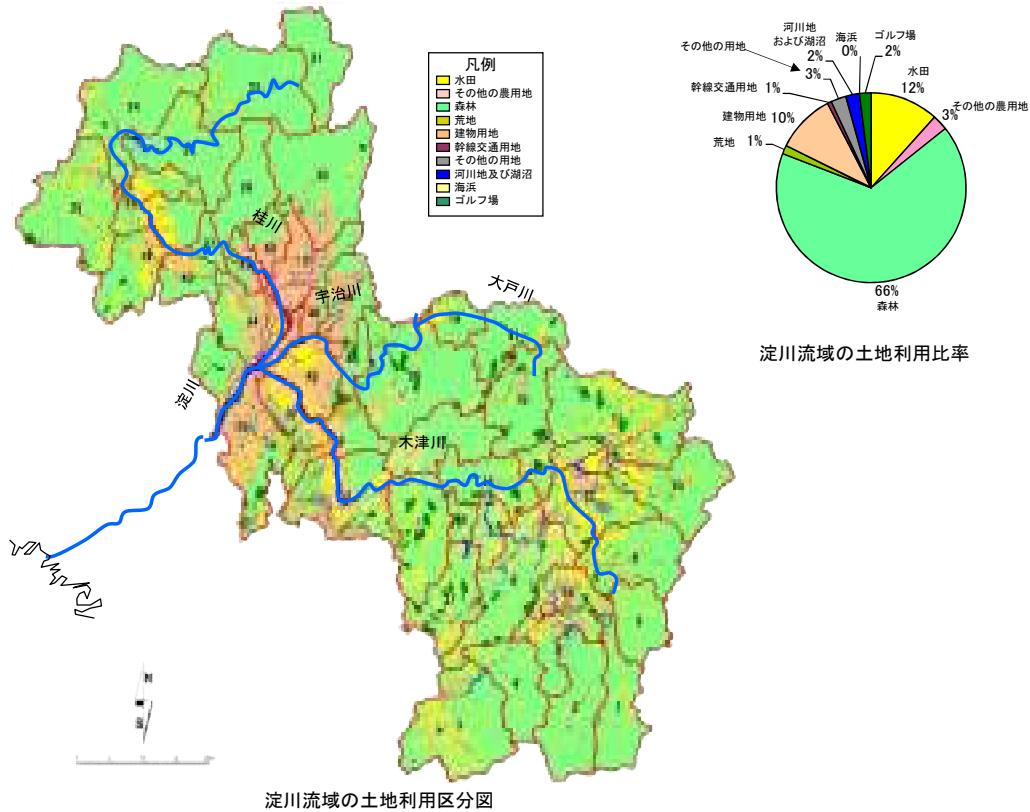 凡例
水田
その他の農用地
森林
荒地
建物用地
幹線交通用地
その他の用地
河川地及び湖沼
海浜
ゴルフ場
桂川
宇治川
大戸川
淀川
木津川
淀川流域の土地利用区分図
河川地
および湖沼
2%
海浜
0%
ゴルフ場
2%
その他の用地
3%
水田
12%
幹線交通用地 1%
その他の農用地
3%
建物用地 10%
荒地 1%
66%
森林
淀川流域の土地利用比率